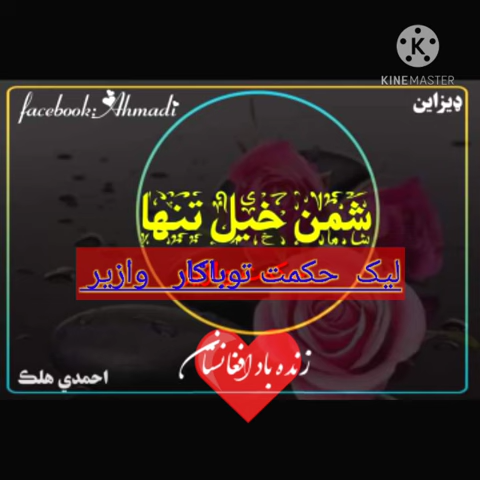 KINEMASTER
facebook: Ahmadi
ډیزاین
شمن خیل تنها
لیک حکمت توباکار وازیر
زنده باد افغانستان
احمدي هلک